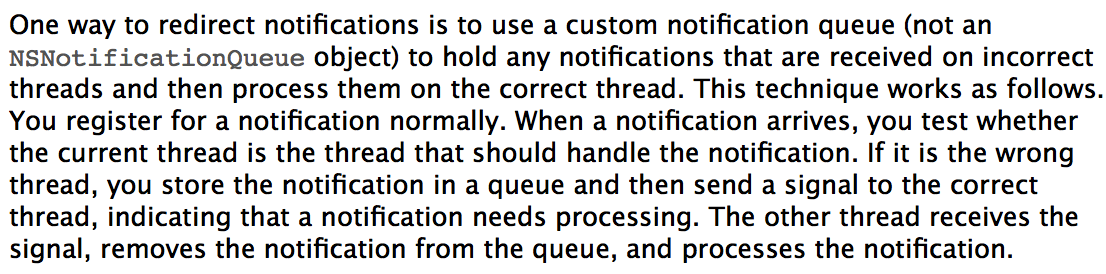 One way to redirect notifications is to use a custom notification queue (not an
NSNotificationQueue object) to hold any notifications that are received on incorrect
threads and then process them on the correct thread. This technique works as follows.
You register for a notification normally. When a notification arrives, you test whether
the current thread is the thread that should handle the notification. If it is the wrong
thread, you store the notification in a queue and then send a signal to the correct
thread, indicating that a notification needs processing. The other thread receives the
signal, removes the notification from the queue, and processes the notification.